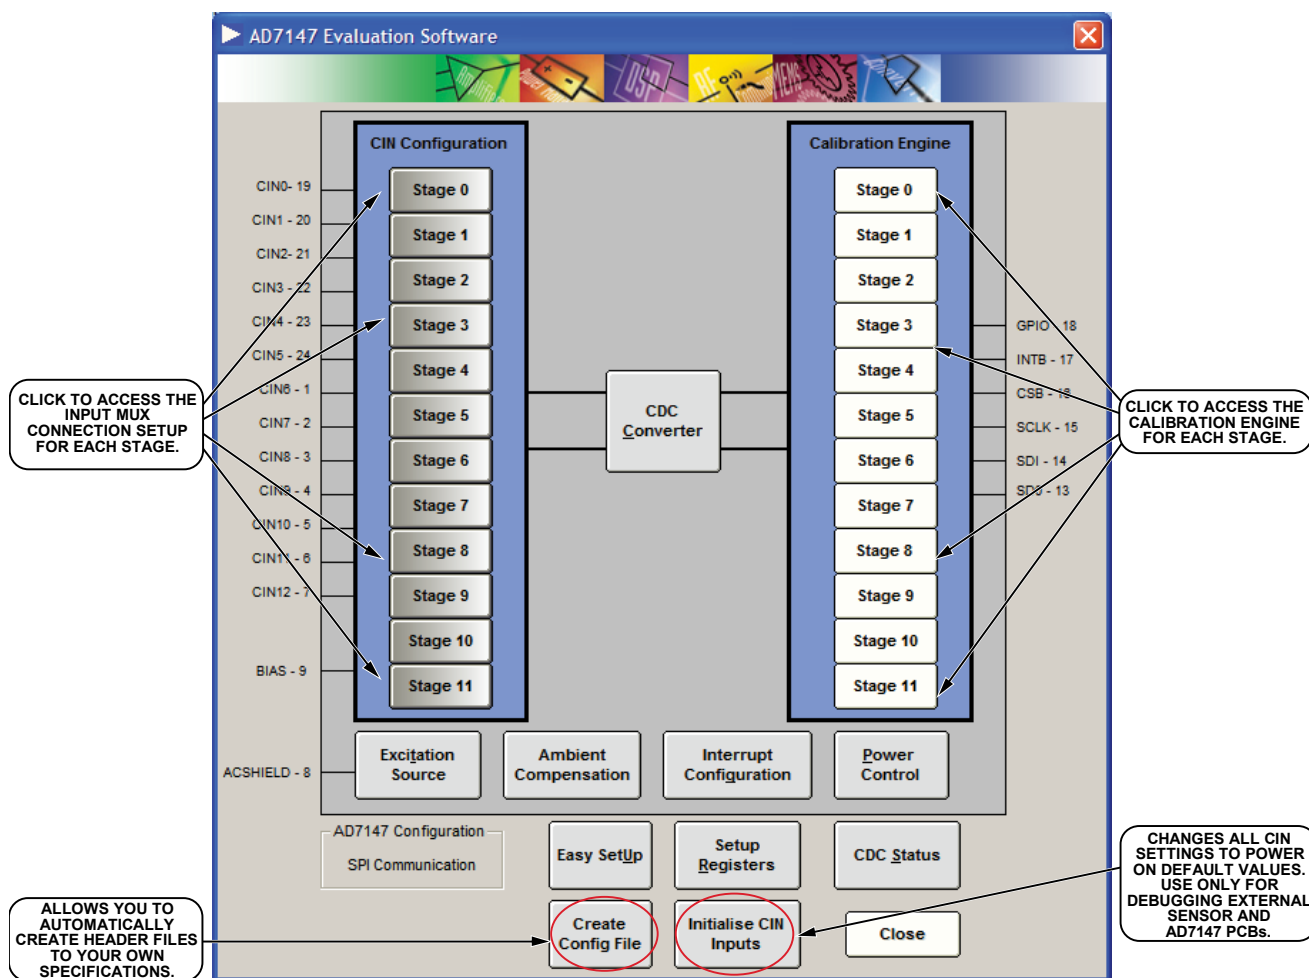 AD7147 Evaluation Software
Amplifiers
Power management
DSP
RF
MEMS
CIN Configuration
Calibration Engine
CIN0- 19
CIN1 - 20
CIN2- 21
CIN3 - 22
CIN4 - 23
CIN5 - 24
CIN6 - 1
CIN7 - 2
CIN8 - 3
CIN9 - 4
CIN10 - 5
CIN11 - 6
CIN12 - 7
BIAS - 9
ACSHIELD - 8
Stage 0
Stage 1
Stage 2
Stage 3
Stage 4
Stage 5
Stage 6
Stage 7
Stage 8
Stage 9
Stage 10
Stage 11
CDC
Converter
Stage 0
Stage 1
Stage 2
Stage 3
Stage 4
Stage 5
Stage 6
Stage 7
Stage 8
Stage 9
Stage 10
Stage 11
GPIO - 18
INTB - 17
CSB - 16
SCLK - 15
SDI - 14
SDO - 13
CLICK TO ACCESS THE
INPUT MUX
CONNECTION SETUP
FOR EACH STAGE.
CLICK TO ACCESS THE
CALIBRATION ENGINE
FOR EACH STAGE.
Excitation
Source
Ambient
Compensation
Interrupt
Configuration
Power
Control
AD7147 Configuration
SPI Communication
Easy SetUp
Setup
Registers
CDC Status
Create
Config File
Initialise CIN
Inputs
Close
ALLOWS YOU TO
AUTOMATICALLY
CREATE HEADER FILES
TO YOUR OWN
SPECIFICATIONS.
CHANGES ALL CIN
SETTINGS TO POWER
ON DEFAULT VALUES.
USE ONLY FOR
DEBUGGING EXTERNAL
SENSOR AND
AD7147 PCBs.